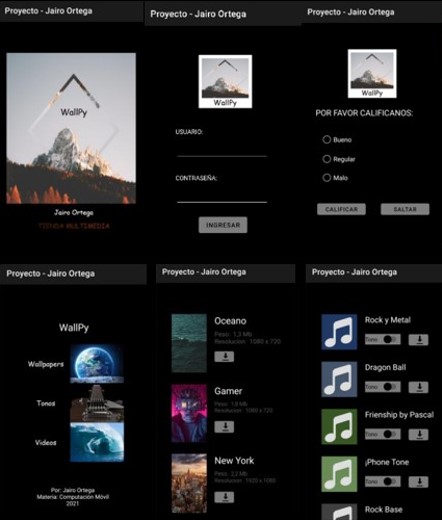 Proyecto - Jairo Ortega
WallPy
Jairo Ortega
TIENDA MULTIMEDIA
Proyecto - Jairo Ortega
WallPy
USUARIO:
CONTRASEÑA:
INGRESAR
Proyecto - Jairo Ortega
WallPy
POR FAVOR CALIFICANOS:
Bueno
Regular
Malo
CALIFICAR
SALTAR
Proyecto - Jairo Ortega
WallPy
Wallpapers
Tonos
Videos
Por: Jairo Ortega
Materia: Computación Móvil
2021
Proyecto - Jairo Ortega
Oceano
Peso: 1,3 Mb
Resolucion: 1080 x 720
Gamer
Peso: 1,8 Mb
Resolucion: 1080 x 720
New York
Peso: 2,2 Mb
Resolucion: 1920 x 1080
Proyecto - Jairo Ortega
Rock y Metal
Tono
Dragon Ball
Tono
Frienship by Pascal
Tono
¡Phone Tone
Tono
Rock Base